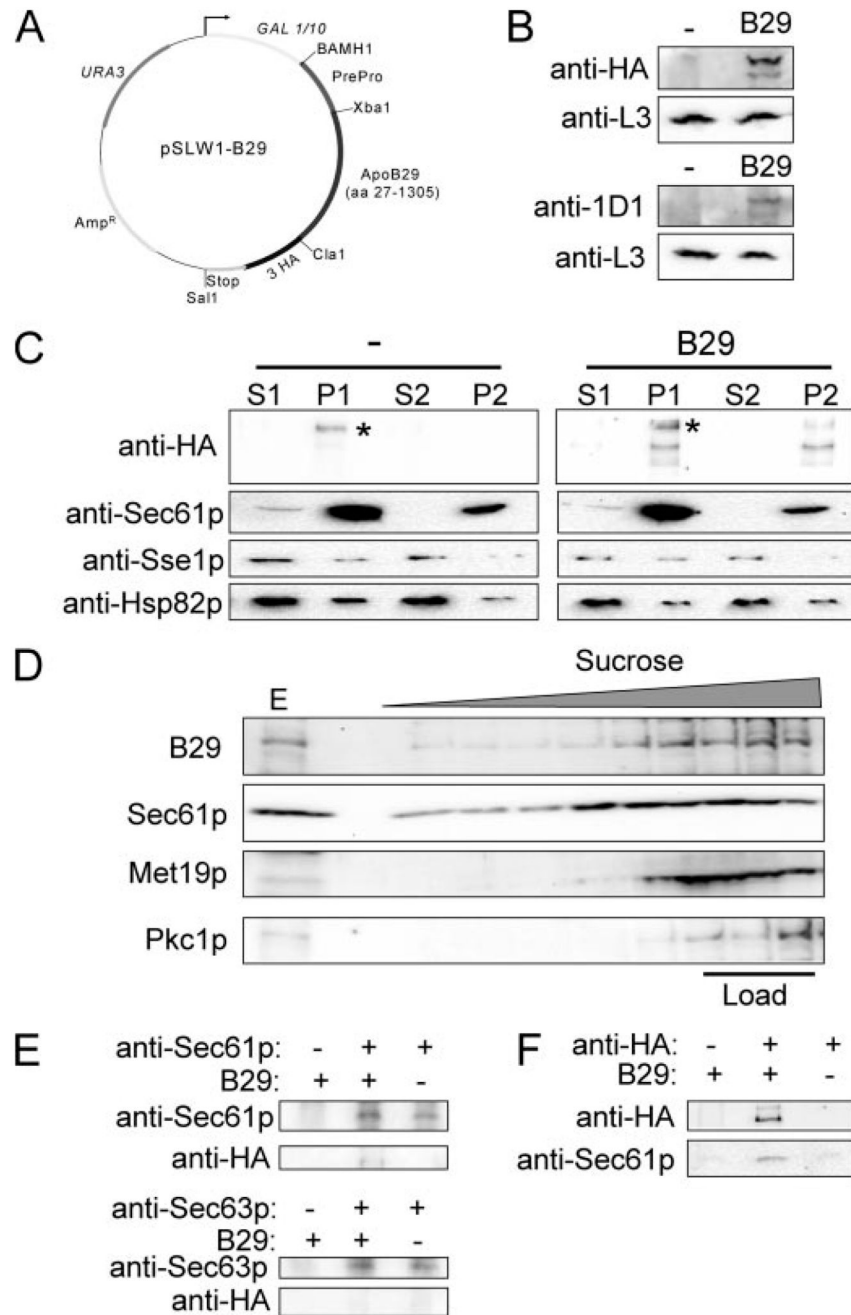 A
GAL 1/10
BAMH1
PrePro
Xba1
URA3
pSLW1-B29
ApoB29
(aa 27-1305)
Amp^R
Cla1
3 HA
Stop
Sal1
B
- B29
anti-HA
anti-L3
- B29
anti-1D1
anti-L3
C
- B29
S1 P1 S2 P2 S1 P1 S2 P2
anti-HA * *
anti-Sec61p
anti-Sse1p
anti-Hsp82p
D
Sucrose
E
B29
Sec61p
Met19p
Pkc1p
Load
E
anti-Sec61p: - + +
B29: + + -
anti-Sec61p
anti-HA
anti-Sec63p: - + +
B29: + + -
anti-Sec63p
anti-HA
F
anti-HA: - + +
B29: + + -
anti-HA
anti-Sec61p